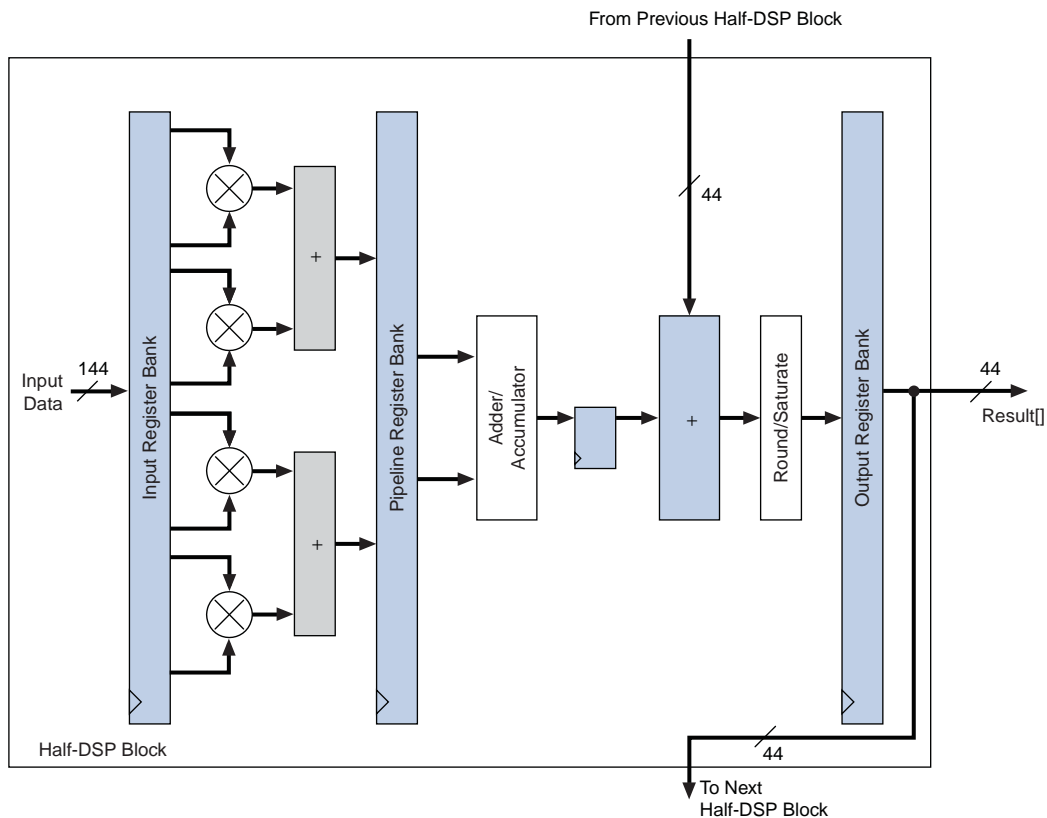 From Previous Half-DSP Block
44
144
Input
Data
Input Register Bank
+
+
Pipeline Register Bank
Adder/
Accumulator
+
Round/Saturate
Output Register Bank
44
Result[]
Half-DSP Block
44
To Next
Half-DSP Block